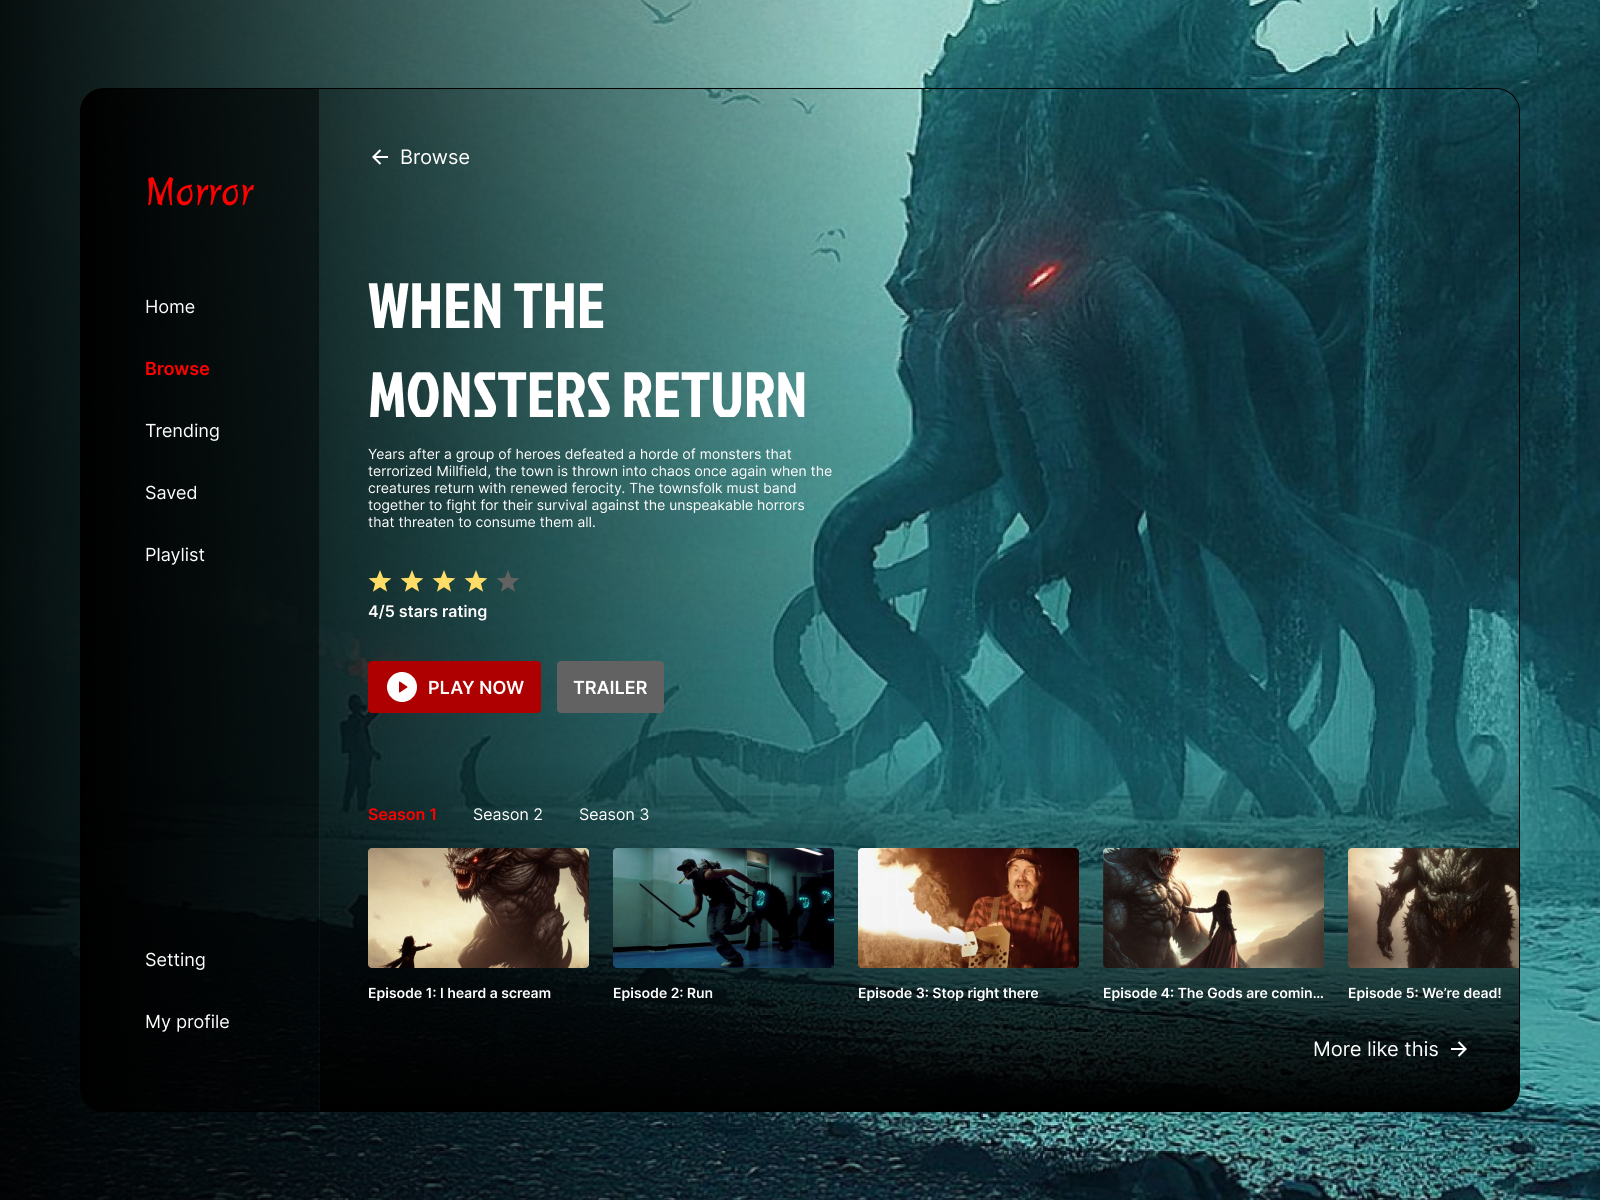 Morror
Home
Browse
Trending
Saved
Playlist
Setting
My profile
Browse
WHEN THE
MONSTERS RETURN
Years after a group of heroes defeated a horde of monsters that
terrorized Millfield, the town is thrown into chaos once again when the
creatures return with renewed ferocity. The townsfolk must band
together to fight for their survival against the unspeakable horrors
that threaten to consume them all.
4/5 stars rating
PLAY NOW
TRAILER
Season 1
Season 2
Season 3
Episode 1: I heard a scream
Episode 2: Run
Episode 3: Stop right there
Episode 4: The Gods are comin...
Episode 5: We're dead!
More like this